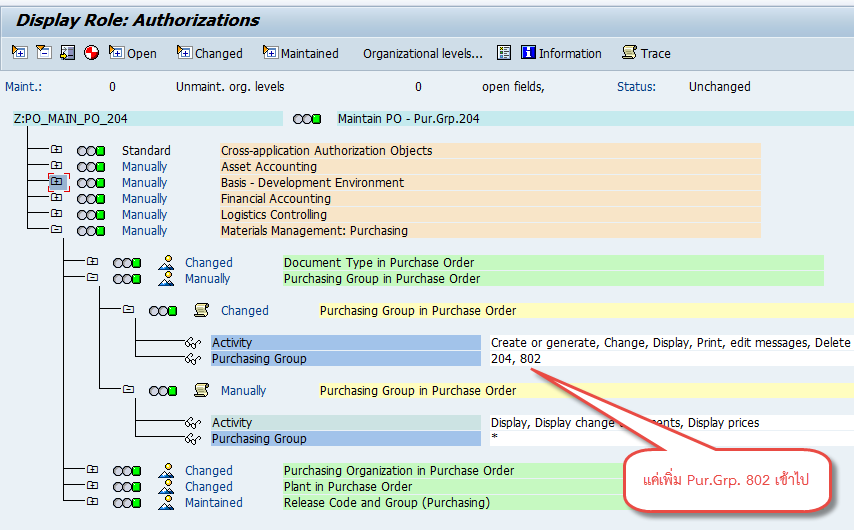 Display Role: Authorizations
Open Changed Maintained Organizational levels... Information Trace
Maint.: 0 Unmaint. org. levels 0 open fields, Status: Unchanged
Z:PO_MAIN_PO_204 Maintain PO - Pur.Grp.204
Standard Cross-application Authorization Objects
Manually Asset Accounting
Manually Basis - Development Environment
Manually Financial Accounting
Manually Logistics Controlling
Manually Materials Management: Purchasing
Changed Document Type in Purchase Order
Manually Purchasing Group in Purchase Order
Changed Purchasing Group in Purchase Order
Activity Create or generate, Change, Display, Print, edit messages, Delete
Purchasing Group 204, 802
Manually Purchasing Group in Purchase Order
Activity Display, Display change Display prices
Purchasing Group *
แค่เพิ่ม Pur.Grp. 802 เข้าไป
Changed Purchasing Organization in Purchase Order
Changed Plant in Purchase Order
Maintained Release Code and Group (Purchasing)